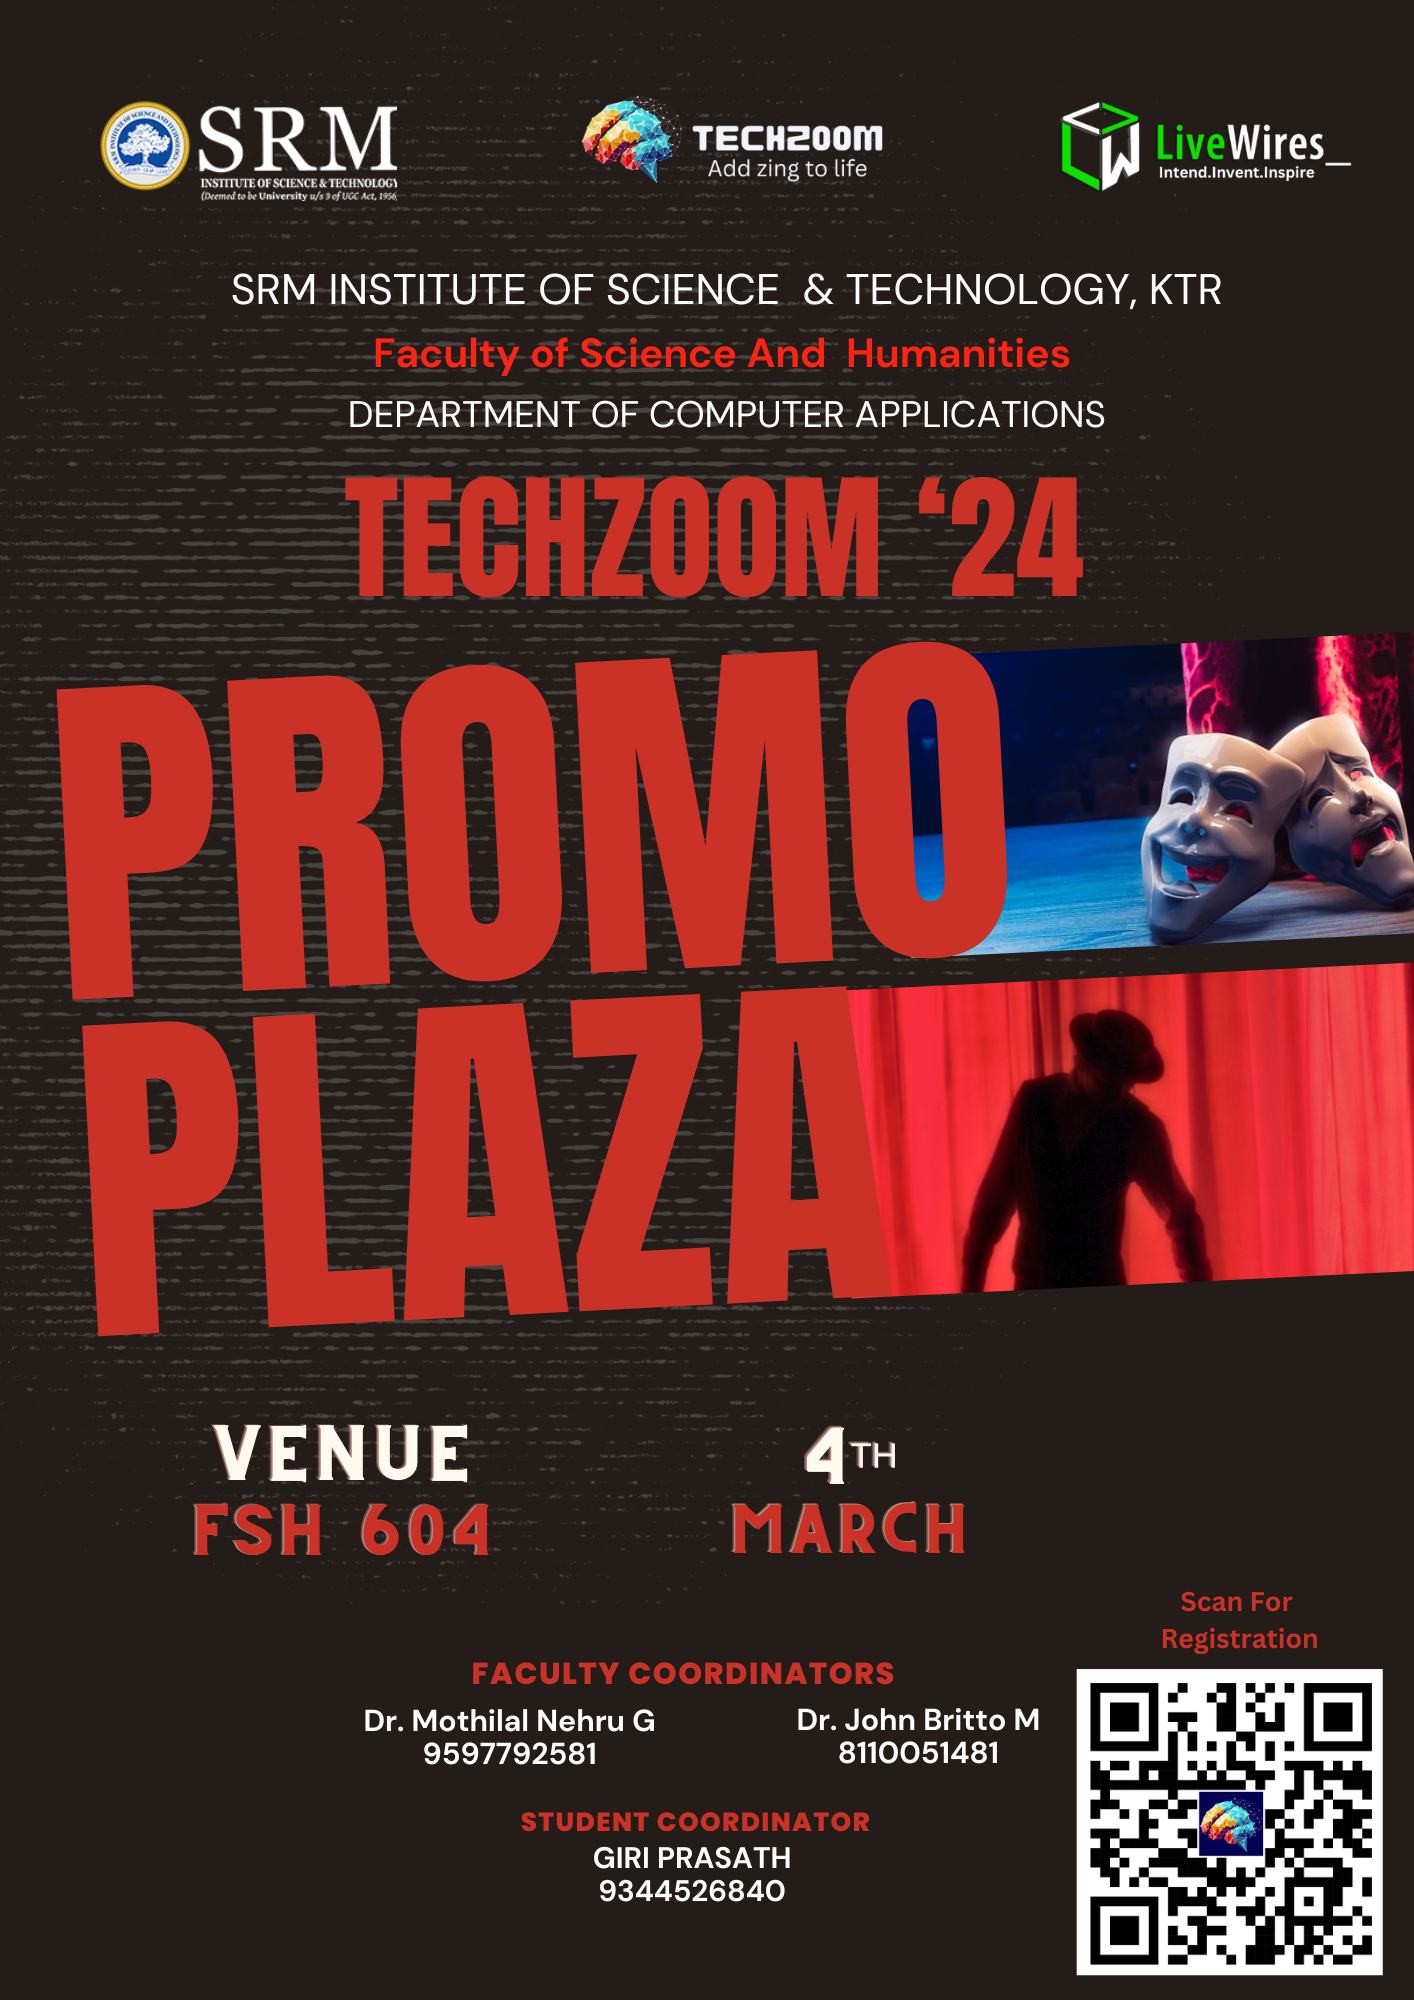 SRM
INSTITUTE OF SCIENCE & TECHNOLOGY
(Deemed to be University u/s 3 of UGC Act, 1956)
TECHZOOM
Add zing to life
LiveWires_
Intend.Invent.Inspire
SRM INSTITUTE OF SCIENCE & TECHNOLOGY, KTR
Faculty of Science And Humanities
DEPARTMENT OF COMPUTER APPLICATIONS
TECHZOOM ‘24
PROMO
PLAZA
VENUE
FSH 604
4TH
MARCH
Scan For
Registration
FACULTY COORDINATORS
Dr. Mothilal Nehru G
9597792581
Dr. John Britto M
8110051481
STUDENT COORDINATOR
GIRI PRASATH
9344526840